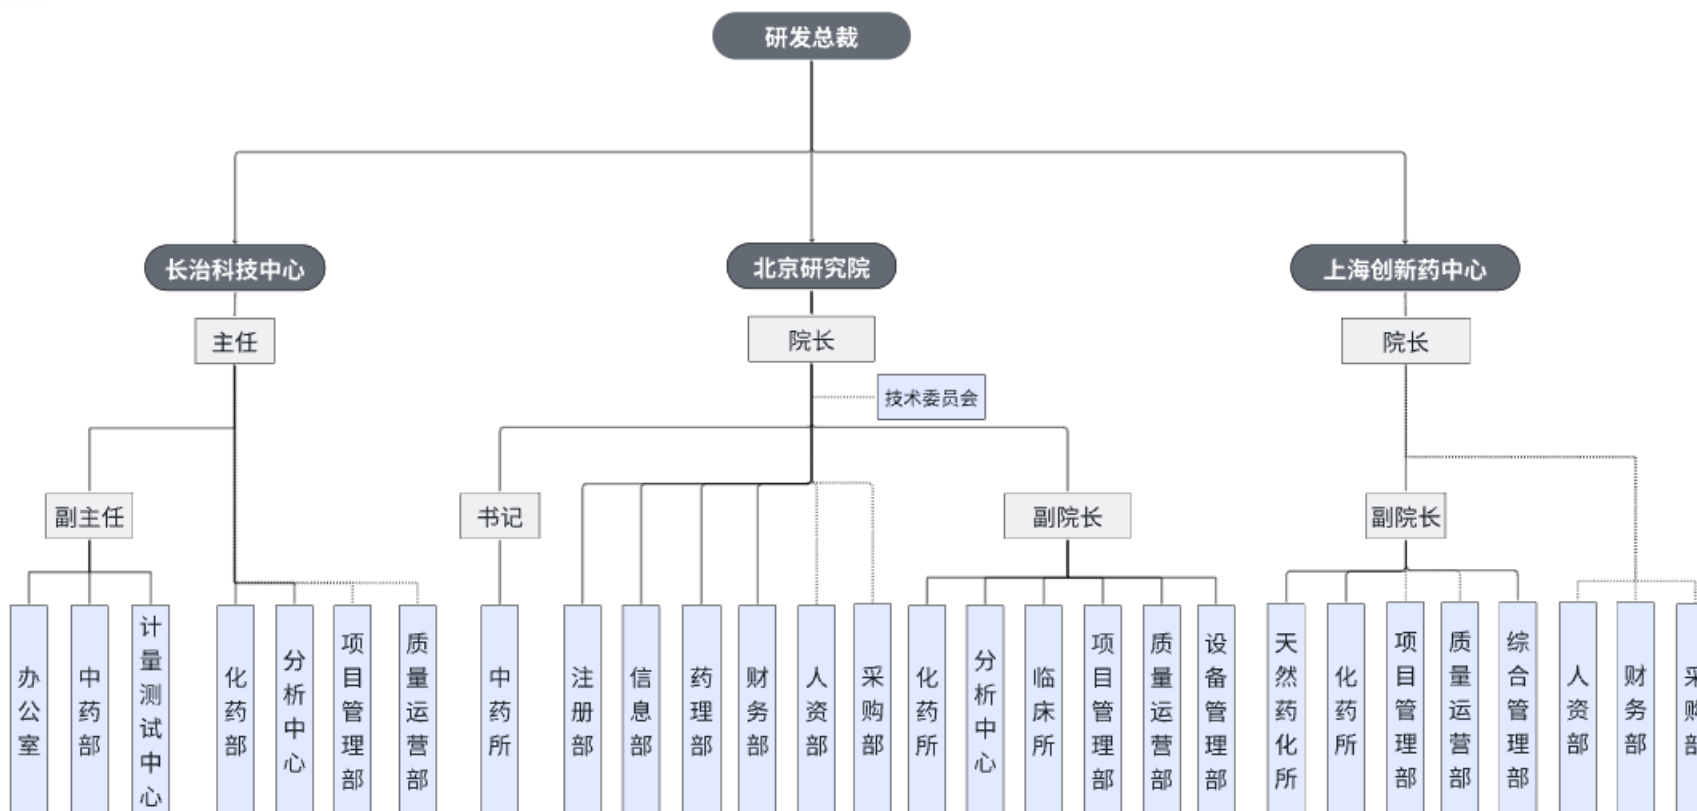 研发总裁
长治科技中心
北京研究院
上海创新药中心
主任
院长
院长
技术委员会
副主任
书记
副院长
副院长
办公室
中药部
计量测试中心
化药部
分析中心
项目管理部
质量运营部
中药所
注册部
信息部
药理部
财务部
人资部
采购部
化药所
分析中心
临床所
项目管理部
质量运营部
设备管理部
天然药化所
化药所
项目管理部
质量运营部
综合管理部
人资部
财务部
采购部